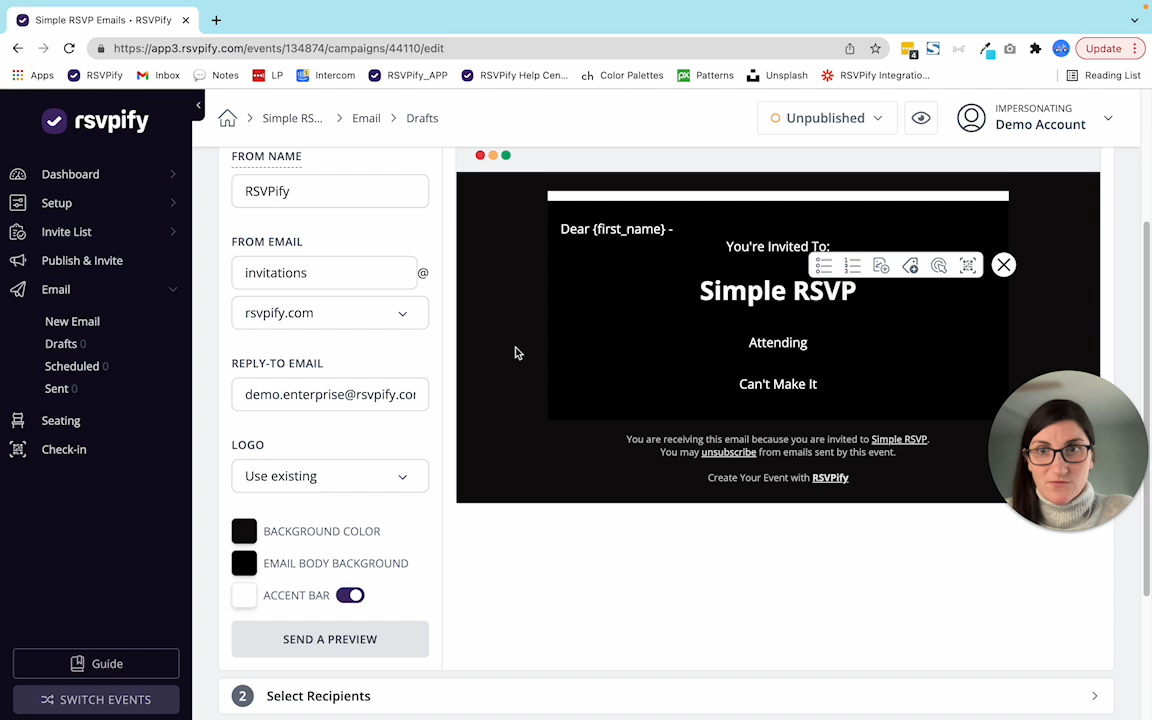 Simple RSVP Emails • RSVPify
https://app3.rsvpify.com/events/134874/campaigns/44110/edit
4
Update
Apps
RSVPify
Inbox
Notes
LP
Intercom
RSVPify_APP
RSVPify Help Cen...
ch Color Palettes
Patterns
Unsplash
RSVPify Integratio...
Reading List
rsvpify
Simple RS...
Email
Drafts
Unpublished
IMPERSONATING
Demo Account
Dashboard
Setup
Invite List
Publish & Invite
Email
New Email
Drafts 0
Scheduled 0
Sent 0
Seating
Check-in
Guide
SWITCH EVENTS
FROM NAME
RSVPify
FROM EMAIL
invitations @
rsvpify.com
REPLY-TO EMAIL
demo.enterprise@rsvpify.cor
LOGO
Use existing
BACKGROUND COLOR
EMAIL BODY BACKGROUND
ACCENT BAR
SEND A PREVIEW
Dear {first_name} -
You're Invited To:
Simple RSVP
Attending
Can't Make It
You are receiving this email because you are invited to Simple RSVP.
You may unsubscribe from emails sent by this event.
Create Your Event with RSVPify
2 Select Recipients